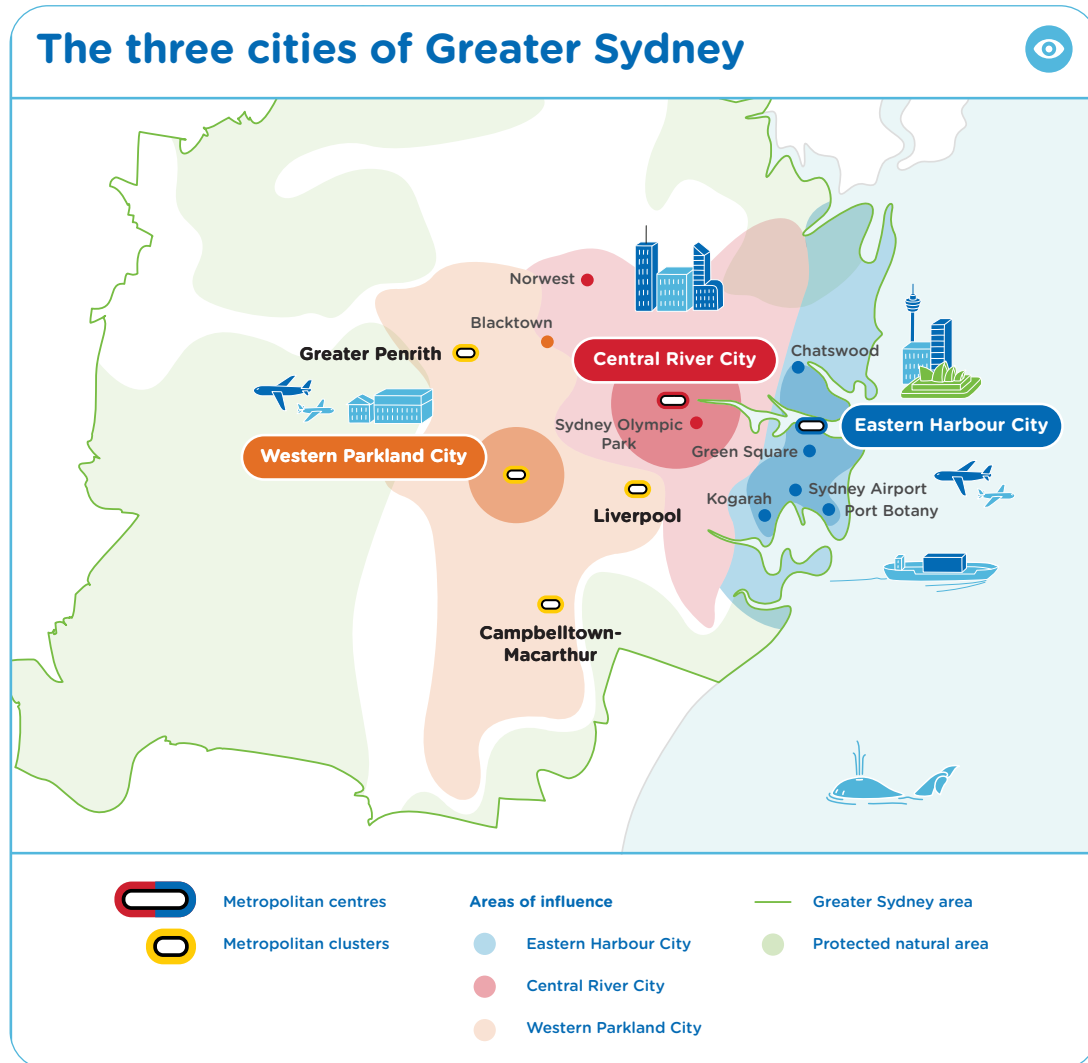 The three cities of Greater Sydney
Norwest
Blacktown
Greater Penrith
Central River City
Chatswood
Sydney Olympic
Park
Eastern Harbour City
Western Parkland City
Green Square
Liverpool
Kogarah
Sydney Airport
Port Botany
Campbelltown-
Macarthur
Metropolitan centres
Metropolitan clusters
Areas of influence
Eastern Harbour City
Central River City
Western Parkland City
Greater Sydney area
Protected natural area